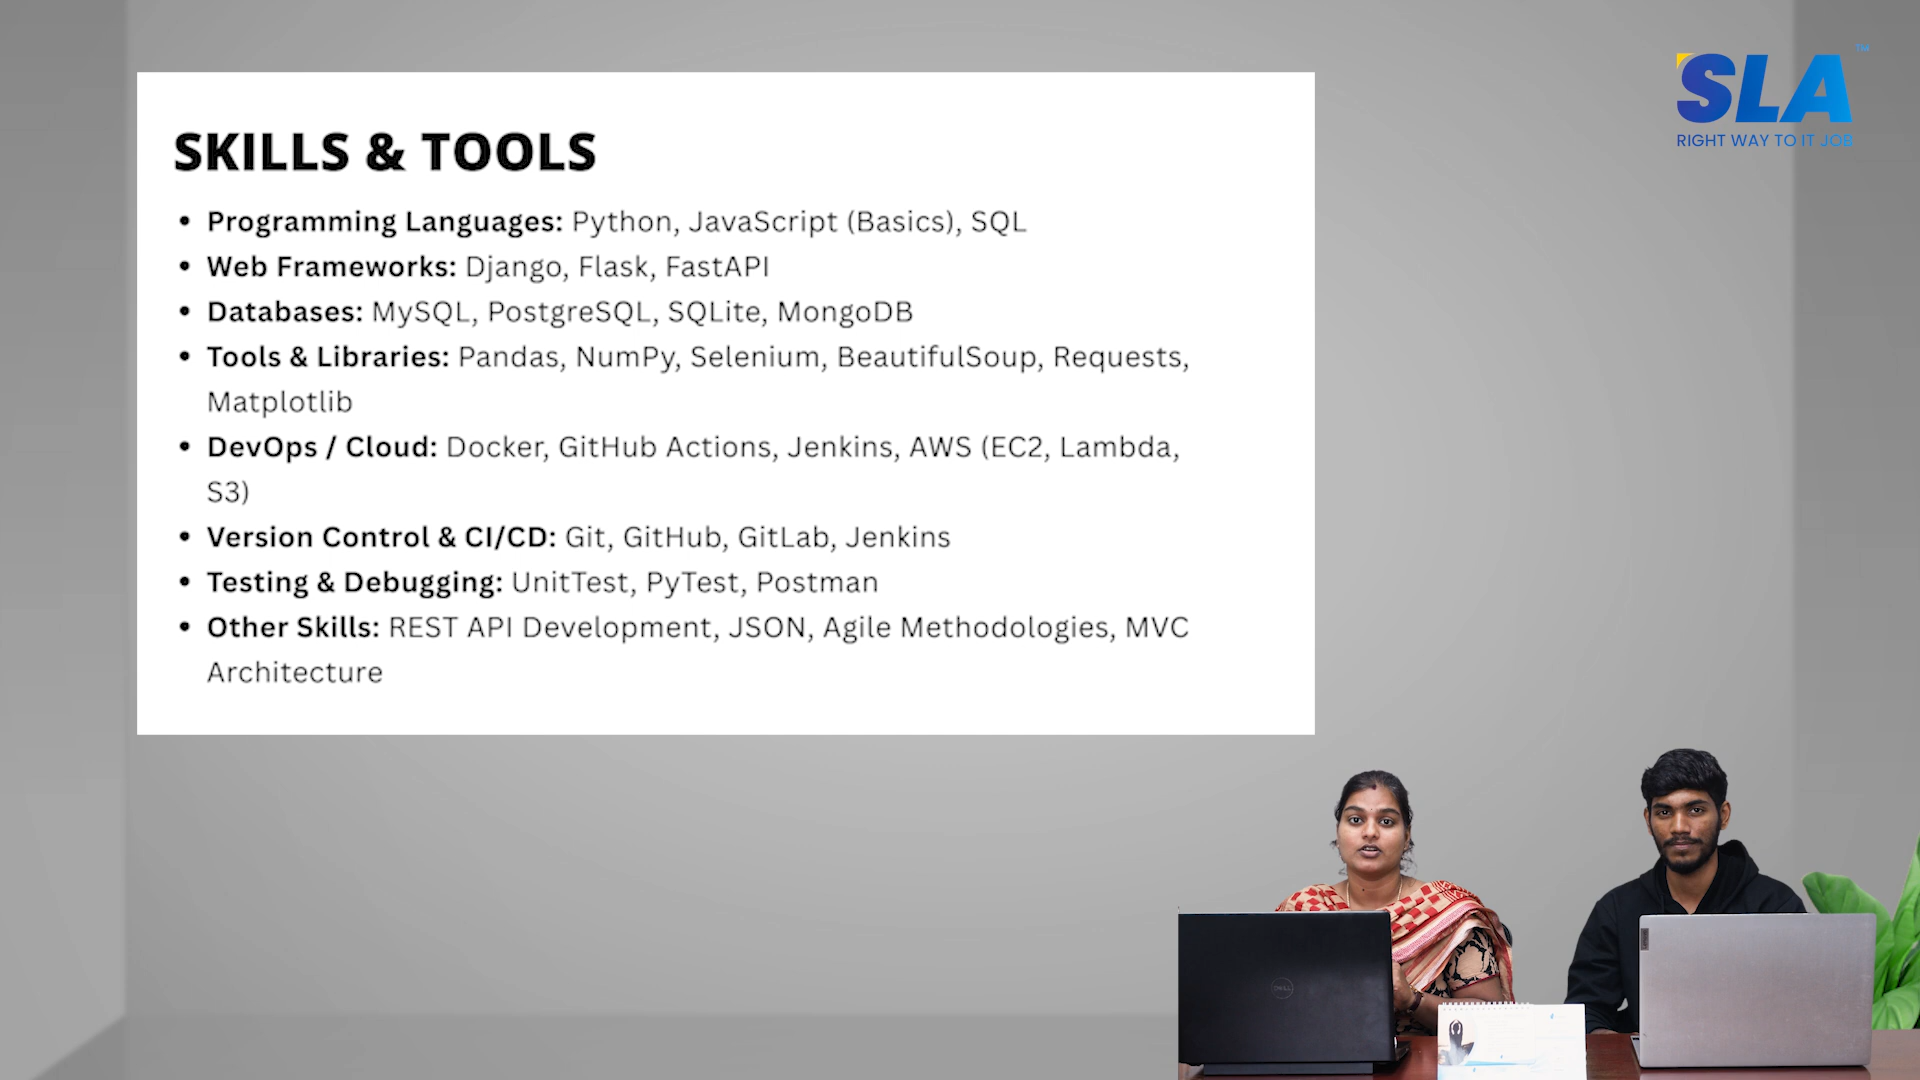 SLA
TM
RIGHT WAY TO IT JOB
SKILLS & TOOLS
• Programming Languages: Python, JavaScript (Basics), SQL
• Web Frameworks: Django, Flask, FastAPI
• Databases: MySQL, PostgreSQL, SQLite, MongoDB
• Tools & Libraries: Pandas, NumPy, Selenium, BeautifulSoup, Requests,
Matplotlib
• DevOps / Cloud: Docker, GitHub Actions, Jenkins, AWS (EC2, Lambda,
S3)
• Version Control & CI/CD: Git, GitHub, GitLab, Jenkins
• Testing & Debugging: UnitTest, PyTest, Postman
• Other Skills: REST API Development, JSON, Agile Methodologies, MVC
Architecture
DELL